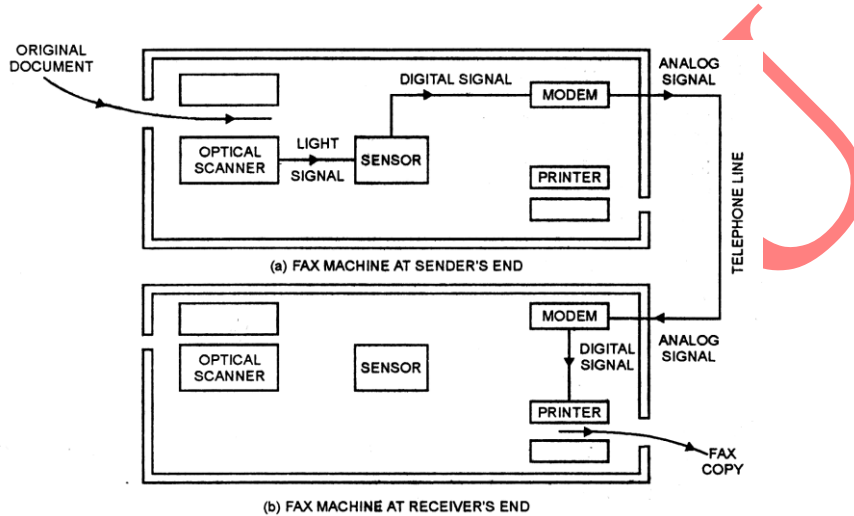 ORIGINAL
DOCUMENT
OPTICAL
SCANNER
LIGHT
SIGNAL
SENSOR
DIGITAL SIGNAL
MODEM
PRINTER
ANALOG
SIGNAL
TELEPHONE LINE
(a) FAX MACHINE AT SENDER'S END
OPTICAL
SCANNER
SENSOR
MODEM
DIGITAL
SIGNAL
PRINTER
ANALOG
SIGNAL
FAX
COPY
(b) FAX MACHINE AT RECEIVER'S END